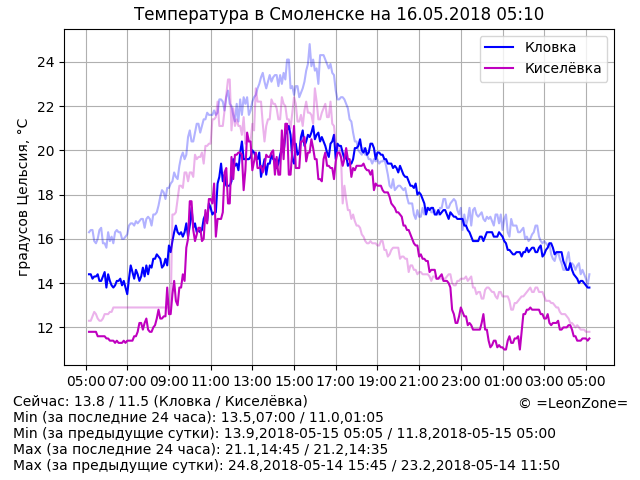 Температура в Смоленске на 16.05.2018 05:10
Кловка
Киселёвка
градусов Цельсия, °C
24
22
20
18
16
14
12
05:00 07:00 09:00 11:00 13:00 15:00 17:00 19:00 21:00 23:00 01:00 03:00 05:00
Сейчас: 13.8 / 11.5 (Кловка / Киселёвка)
© =LeonZone=
Min (за последние 24 часа): 13.5,07:00 / 11.0,01:05
Min (за предыдущие сутки): 13.9,2018-05-15 05:05 / 11.8,2018-05-15 05:00
Max (за последние 24 часа): 21.1,14:45 / 21.2,14:35
Max (за предыдущие сутки): 24.8,2018-05-14 15:45 / 23.2,2018-05-14 11:50